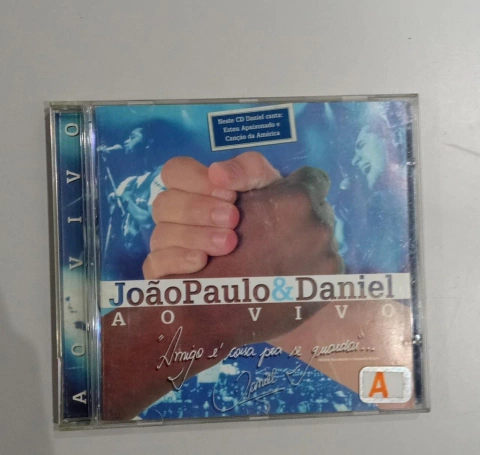 Neste CD Daniel canta:
Estou Apaixonado e
Canção da América
JoãoPaulo&Daniel
AO VIVO
"Amigo é coisa pra se guardar"...
Daniel
A
AO VIVO